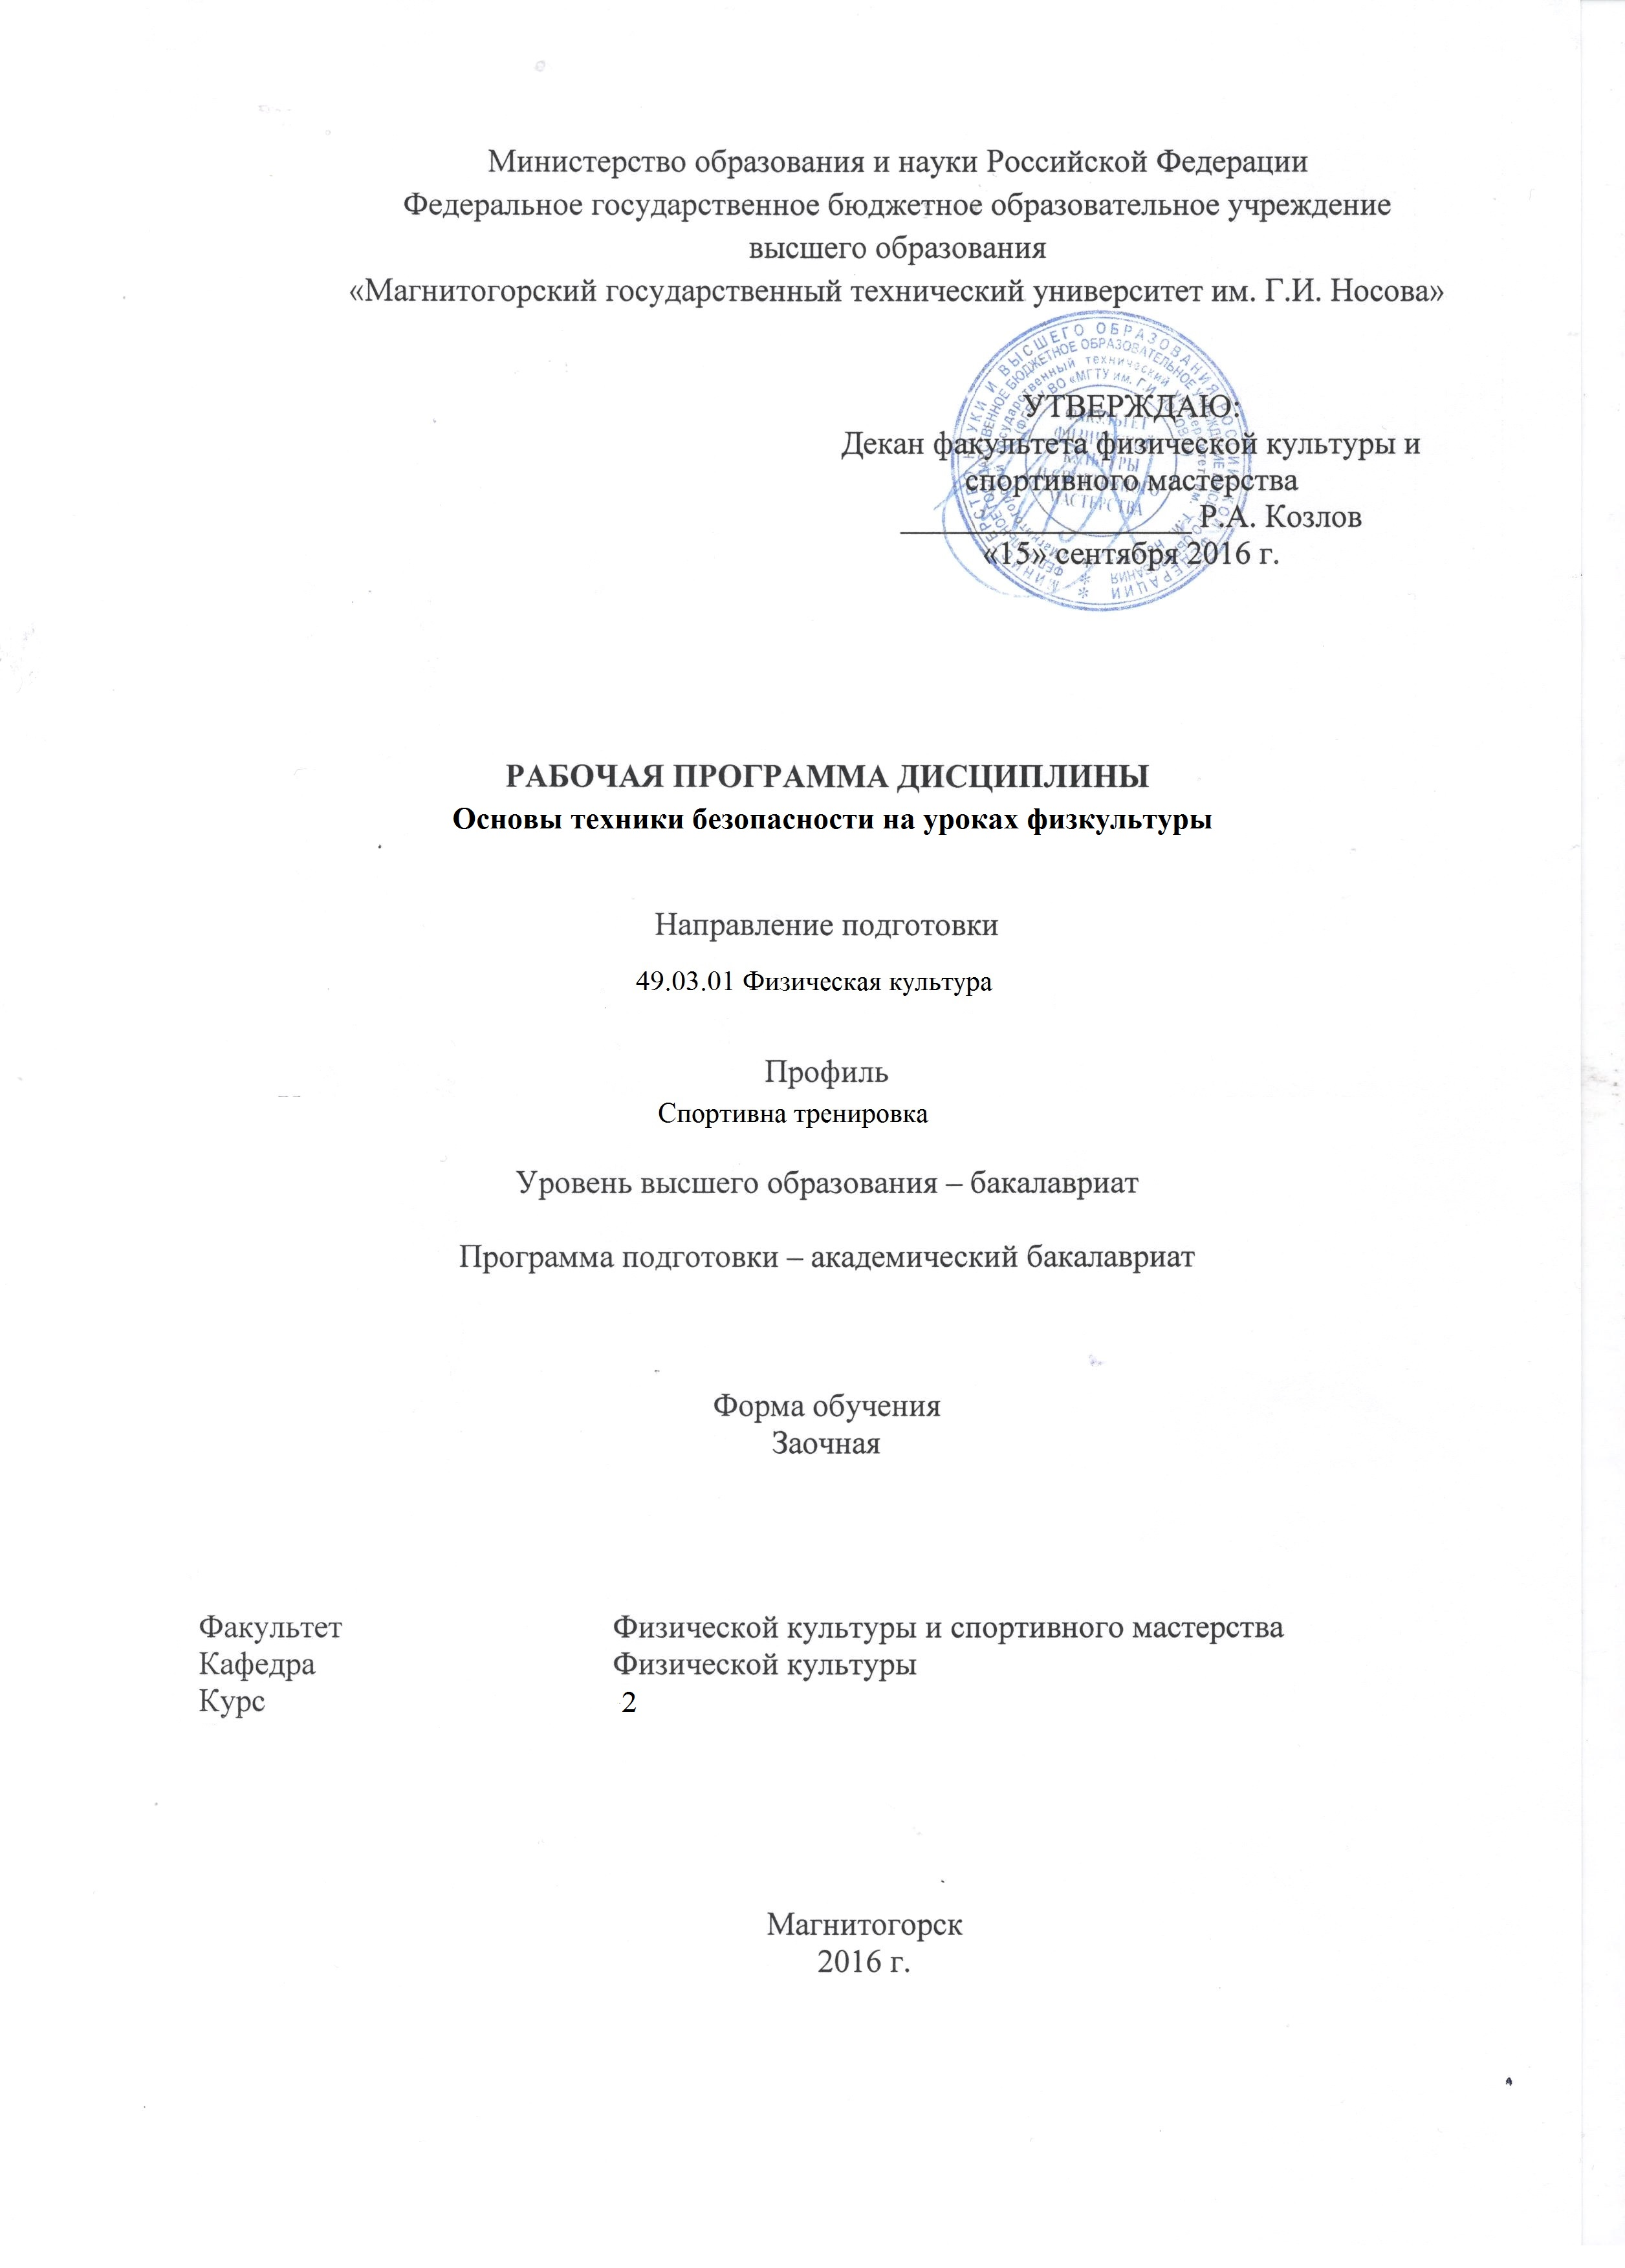 Министерство образования и науки Российской Федерации
Федеральное государственное бюджетное образовательное учреждение
высшего образования
«Магнитогорский государственный технический университет им. Г.И. Носова»
УТВЕРЖДАЮ:
Декан факультета физической культуры и
спортивного мастерства
Р.А. Козлов
«15» сентября 2016 г.
РАБОЧАЯ ПРОГРАММА ДИСЦИПЛИНЫ
Основы техники безопасности на уроках физкультуры
Направление подготовки
49.03.01 Физическая культура
Профиль
Спортивна тренировка
Уровень высшего образования – бакалавриат
Программа подготовки – академический бакалавриат
Форма обучения
Заочная
Факультет Физической культуры и спортивного мастерства
Кафедра Физической культуры
Курс 2
Магнитогорск
2016 г.